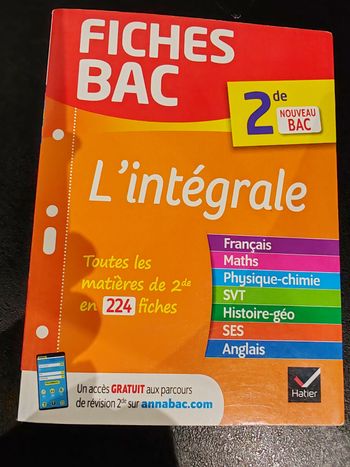 FICHES
BAC
2de
NOUVEAU
BAC
L'intégrale
Toutes les
matières de 2de
en 224 fiches
Français
Maths
Physique-chimie
SVT
Histoire-géo
SES
Anglais
Un accès GRATUIT aux parcours
de révision 2de sur annabac.com
Hatier